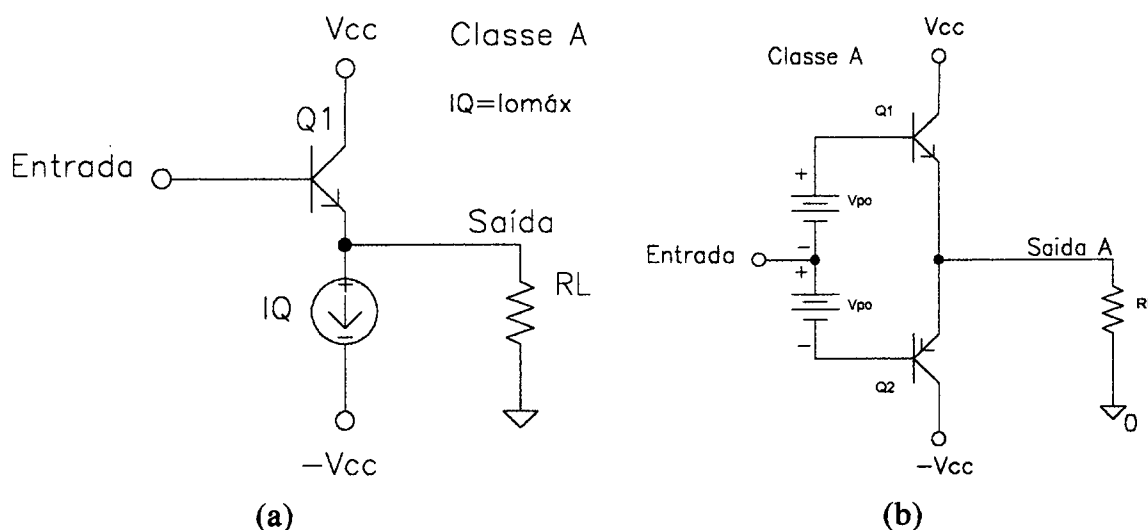 Vcc
Classe A
IQ=Iomáx
Q1
Entrada
Saída
IQ
RL
-Vcc
(a)
Vcc
Classe A
Q1
+
Vpo
-
Entrada
+
Vpo
-
Saída A
R
Q2
0
-Vcc
(b)